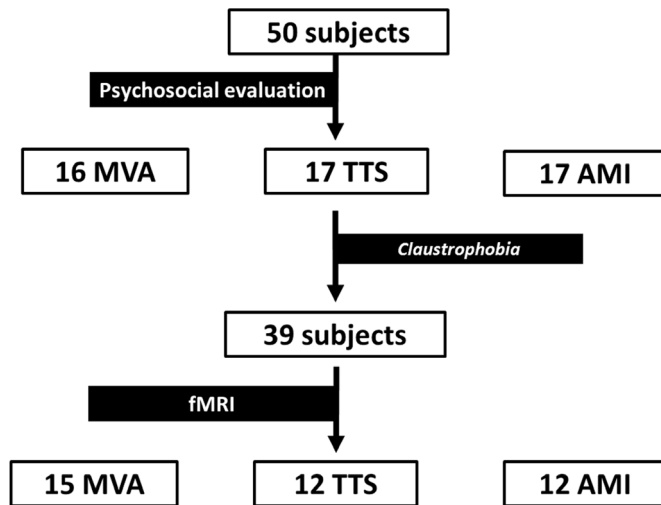 50 subjects
Psychosocial evaluation
16 MVA
17 TTS
17 AMI
Claustrophobia
39 subjects
fMRI
15 MVA
12 TTS
12 AMI